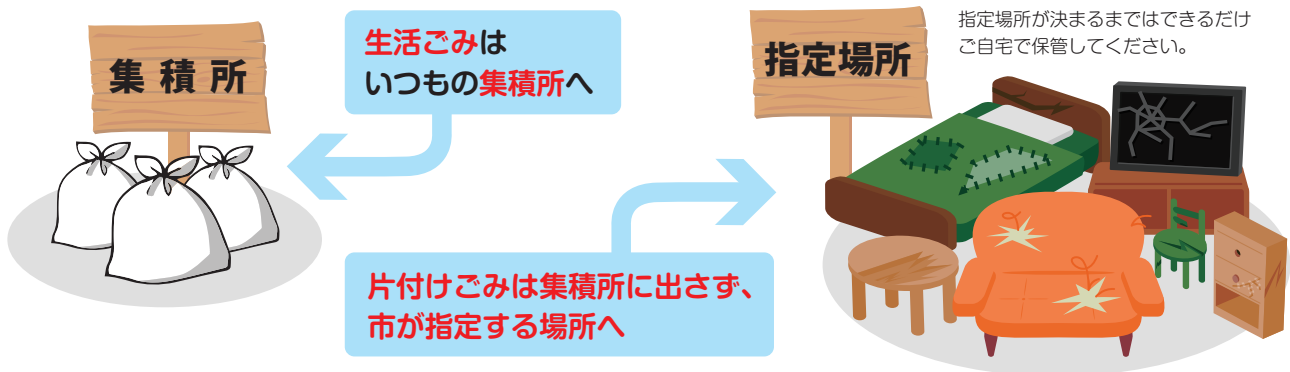 集積所
生活ごみは
いつもの集積所へ
片付けごみは集積所に出さず、
市が指定する場所へ
指定場所
指定場所が決まるまではできるだけ
ご自宅で保管してください。